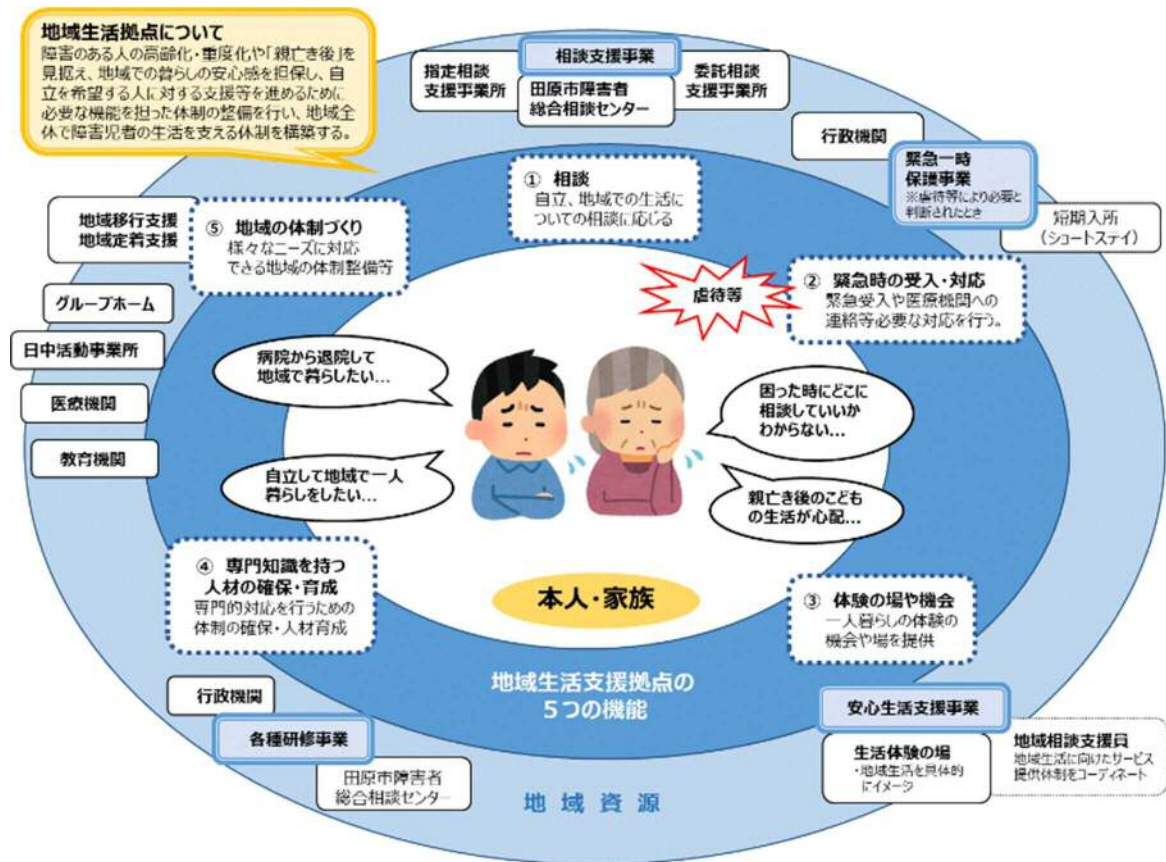 地域生活拠点について
障害のある人の高齢化・重度化や「親亡き後」を
見据え、地域での暮らしの安心感を担保し、自
立を希望する人に対する支援等を進めるために
必要な機能を担った体制の整備を行い、地域全
体で障害児者の生活を支える体制を構築する。
相談支援事業
指定相談
支援事業所
田原市障害者
総合相談センター
委託相談
支援事業所
行政機関
緊急一時
保護事業
※虐待等により必要と
判断されたとき
短期入所
（ショートステイ）
① 相談
自立、地域での生活に
ついての相談に応じる
地域移行支援
地域定着支援
⑤ 地域の体制づくり
様々なニーズに対応
できる地域の体制整備等
虐待等
② 緊急時の受入・対応
緊急受入や医療機関への
連絡等必要な対応を行う。
グループホーム
日中活動事業所
医療機関
教育機関
病院から退院して
地域で暮らしたい…
困った時にどこに
相談していいか
わからない…
自立して地域で一人
暮らしをしたい…
親亡き後のこども
の生活が心配…
④ 専門知識を持つ
人材の確保・育成
専門的対応を行うための
体制の確保・人材育成
本人・家族
③ 体験の場や機会
一人暮らしの体験の
機会や場を提供
地域生活支援拠点の
５つの機能
行政機関
各種研修事業
田原市障害者
総合相談センター
安心生活支援事業
生活体験の場
・地域生活を具体的
にイメージ
地域相談支援員
地域生活に向けたサービス
提供体制をコーディネート
地域資源